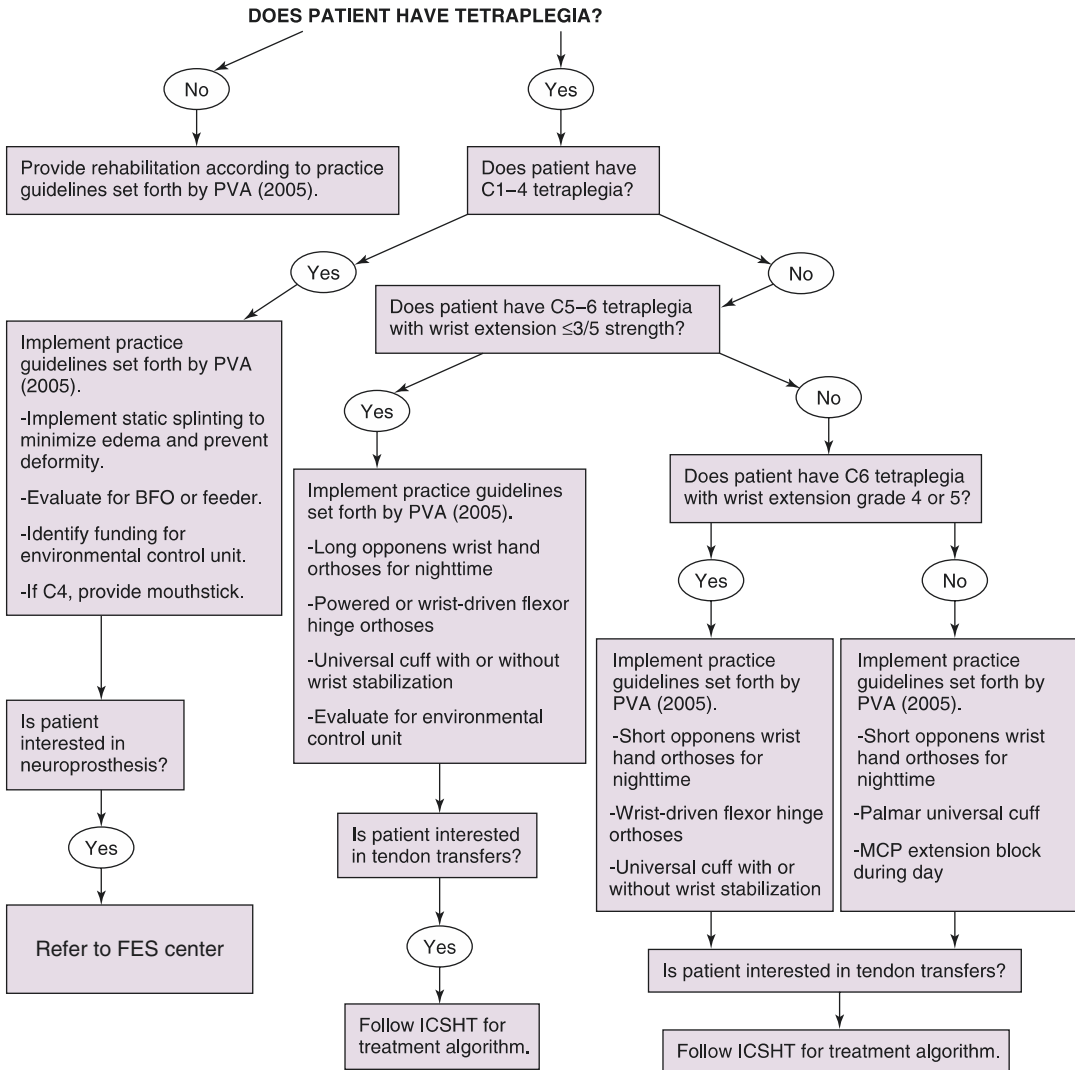 DOES PATIENT HAVE TETRAPLEGIA?
No
Yes
Provide rehabilitation according to practice
guidelines set forth by PVA (2005).
Does patient have
C1–4 tetraplegia?
Yes
No
Does patient have C5–6 tetraplegia
with wrist extension ≤3/5 strength?
Implement practice
guidelines set forth by PVA
(2005).
-Implement static splinting to
minimize edema and prevent
deformity.
-Evaluate for BFO or feeder.
-Identify funding for
environmental control unit.
-If C4, provide mouthstick.
Yes
No
Implement practice guidelines
set forth by PVA (2005).
-Long opponens wrist hand
orthoses for nighttime
-Powered or wrist-driven flexor
hinge orthoses
-Universal cuff with or without
wrist stabilization
-Evaluate for environmental
control unit
Does patient have C6 tetraplegia
with wrist extension grade 4 or 5?
Yes
No
Implement practice
guidelines set forth by
PVA (2005).
-Short opponens wrist
hand orthoses for
nighttime
-Wrist-driven flexor hinge
orthoses
-Universal cuff with or
without wrist stabilization
Implement practice
guidelines set forth by
PVA (2005).
-Short opponens wrist
hand orthoses for
nighttime
-Palmar universal cuff
-MCP extension block
during day
Is patient
interested in
neuroprosthesis?
Yes
Refer to FES center
Is patient interested
in tendon transfers?
Yes
Follow ICSHT for
treatment algorithm.
Is patient interested in tendon transfers?
Follow ICSHT for treatment algorithm.